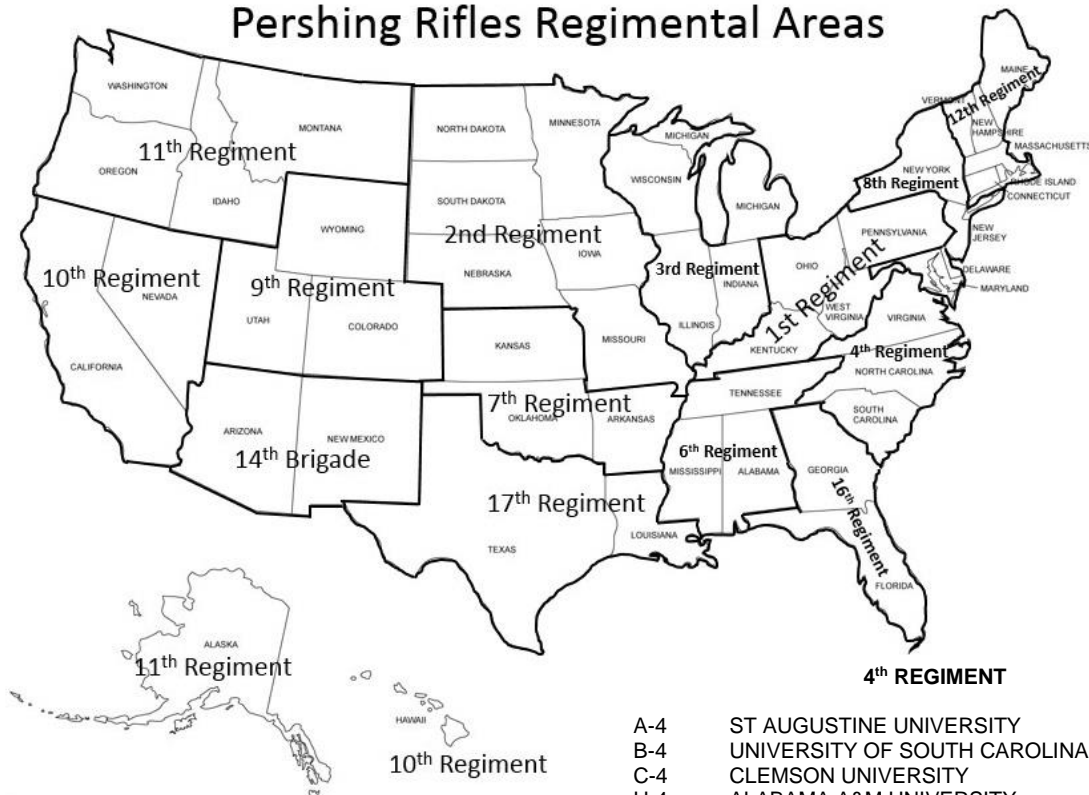 Pershing Rifles Regimental Areas
WASHINGTON
MONTANA
11th Regiment
OREGON
IDAHO
NORTH DAKOTA
MINNESOTA
SOUTH DAKOTA
WYOMING
2nd Regiment
NEBRASKA
IOWA
WISCONSIN
MICHIGAN
MICHIGAN
MAINE
12th Regiment
VERMONT
NEW
HAMPSHIRE
MASSACHUSETTS
NEW YORK
8th Regiment
RHODE ISLAND
CONNECTICUT
PENNSYLVANIA
NEW
JERSEY
DELAWARE
MARYLAND
10th Regiment
NEVADA
CALIFORNIA
9th Regiment
UTAH
COLORADO
3rd Regiment
INDIANA
ILLINOIS
OHIO
1st Regiment
WEST
VIRGINIA
KENTUCKY
VIRGINIA
4th Regiment
NORTH CAROLINA
SOUTH
CAROLINA
KANSAS
MISSOURI
7th Regiment
OKLAHOMA
ARKANSAS
TENNESSEE
ARIZONA
NEW MEXICO
14th Brigade
6th Regiment
MISSISSIPPI
ALABAMA
GEORGIA
16th Regiment
FLORIDA
17th Regiment
TEXAS
LOUISIANA
ALASKA
11th Regiment
HAWAII
10th Regiment
4th REGIMENT
A-4 ST AUGUSTINE UNIVERSITY
B-4 UNIVERSITY OF SOUTH CAROLINA
C-4 CLEMSON UNIVERSITY